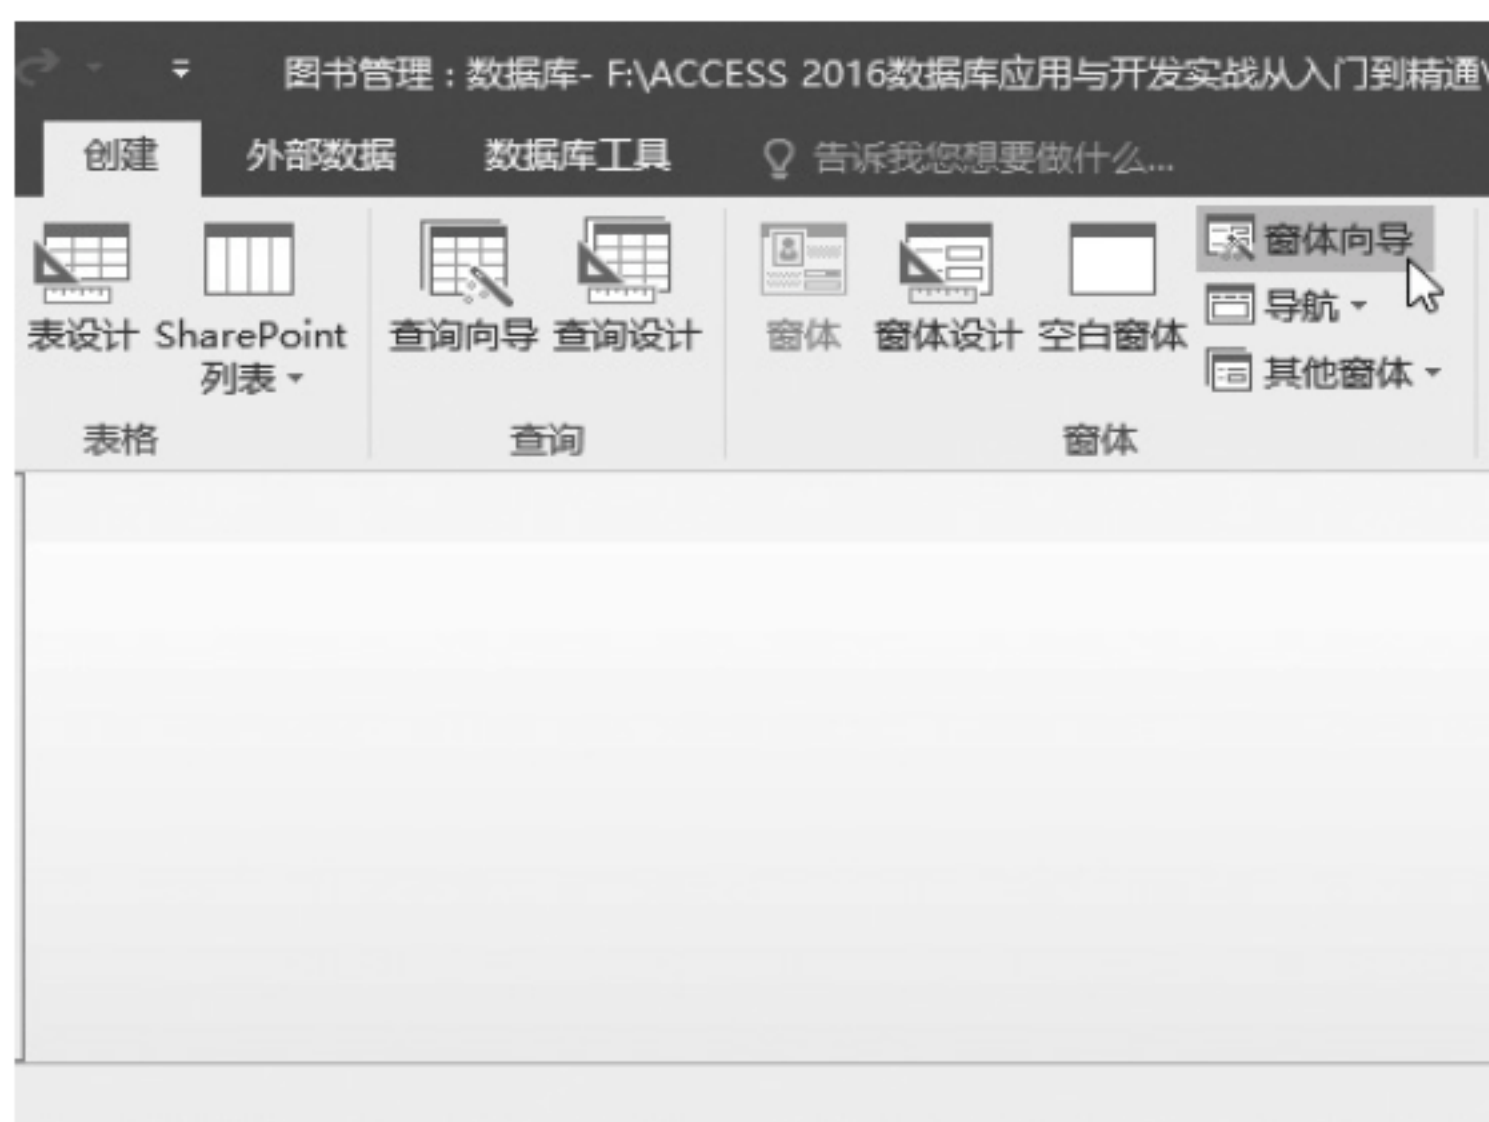 图书管理 : 数据库- F:\ACCESS 2016数据库应用与开发实战从入门到精通\
创建 外部数据 数据库工具 告诉我您想要做什么...
表设计 SharePoint 列表
查询向导 查询设计
窗体 窗体设计 空白窗体
窗体向导
导航
其他窗体
表格 查询 窗体